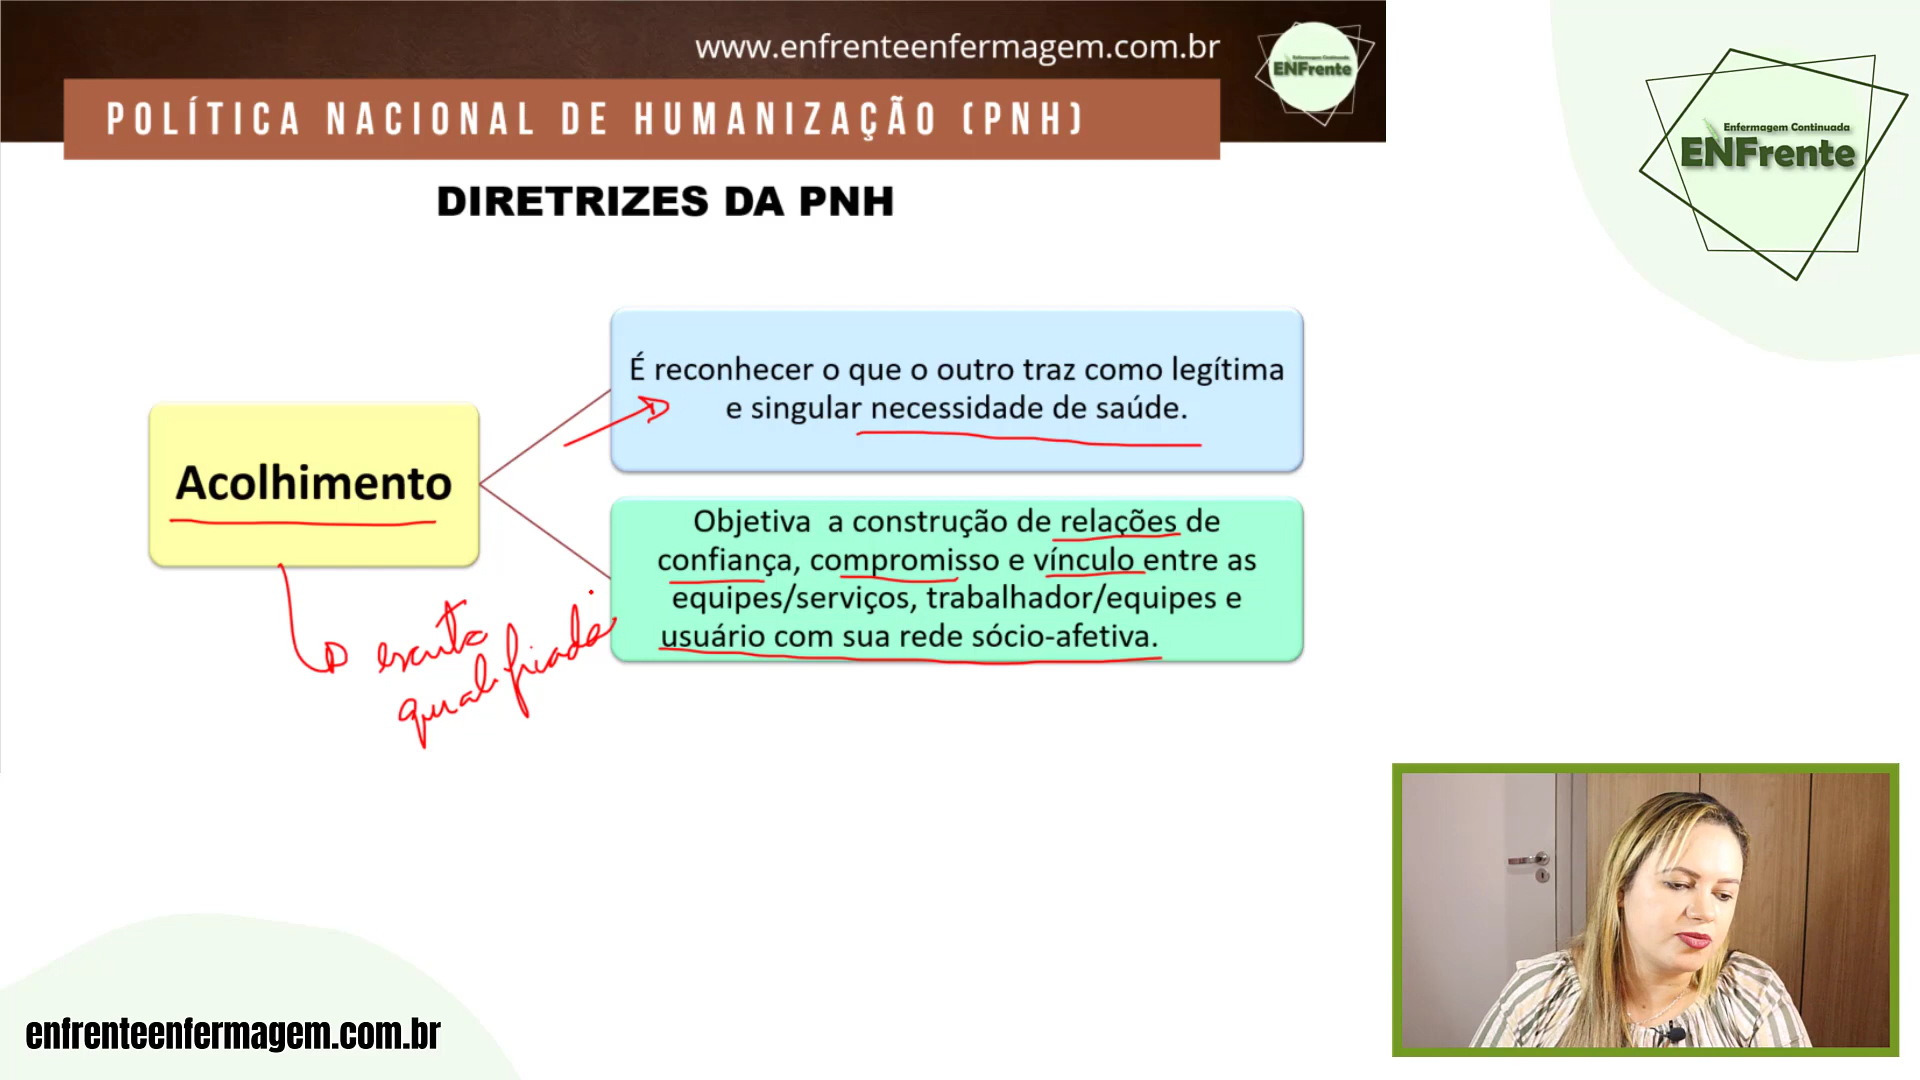 www.enfrenteenfermagem.com.br
Enfermagem Continuada
ENFrente
POLÍTICA NACIONAL DE HUMANIZAÇÃO (PNH)
Enfermagem Continuada
ENFrente
DIRETRIZES DA PNH
É reconhecer o que o outro traz como legítima
e singular necessidade de saúde.
Acolhimento
Objetiva a construção de relações de
confiança, compromisso e vínculo entre as
equipes/serviços, trabalhador/equipes e
usuário com sua rede sócio-afetiva.
escuta
qualificada
enfrenteenfermagem.com.br